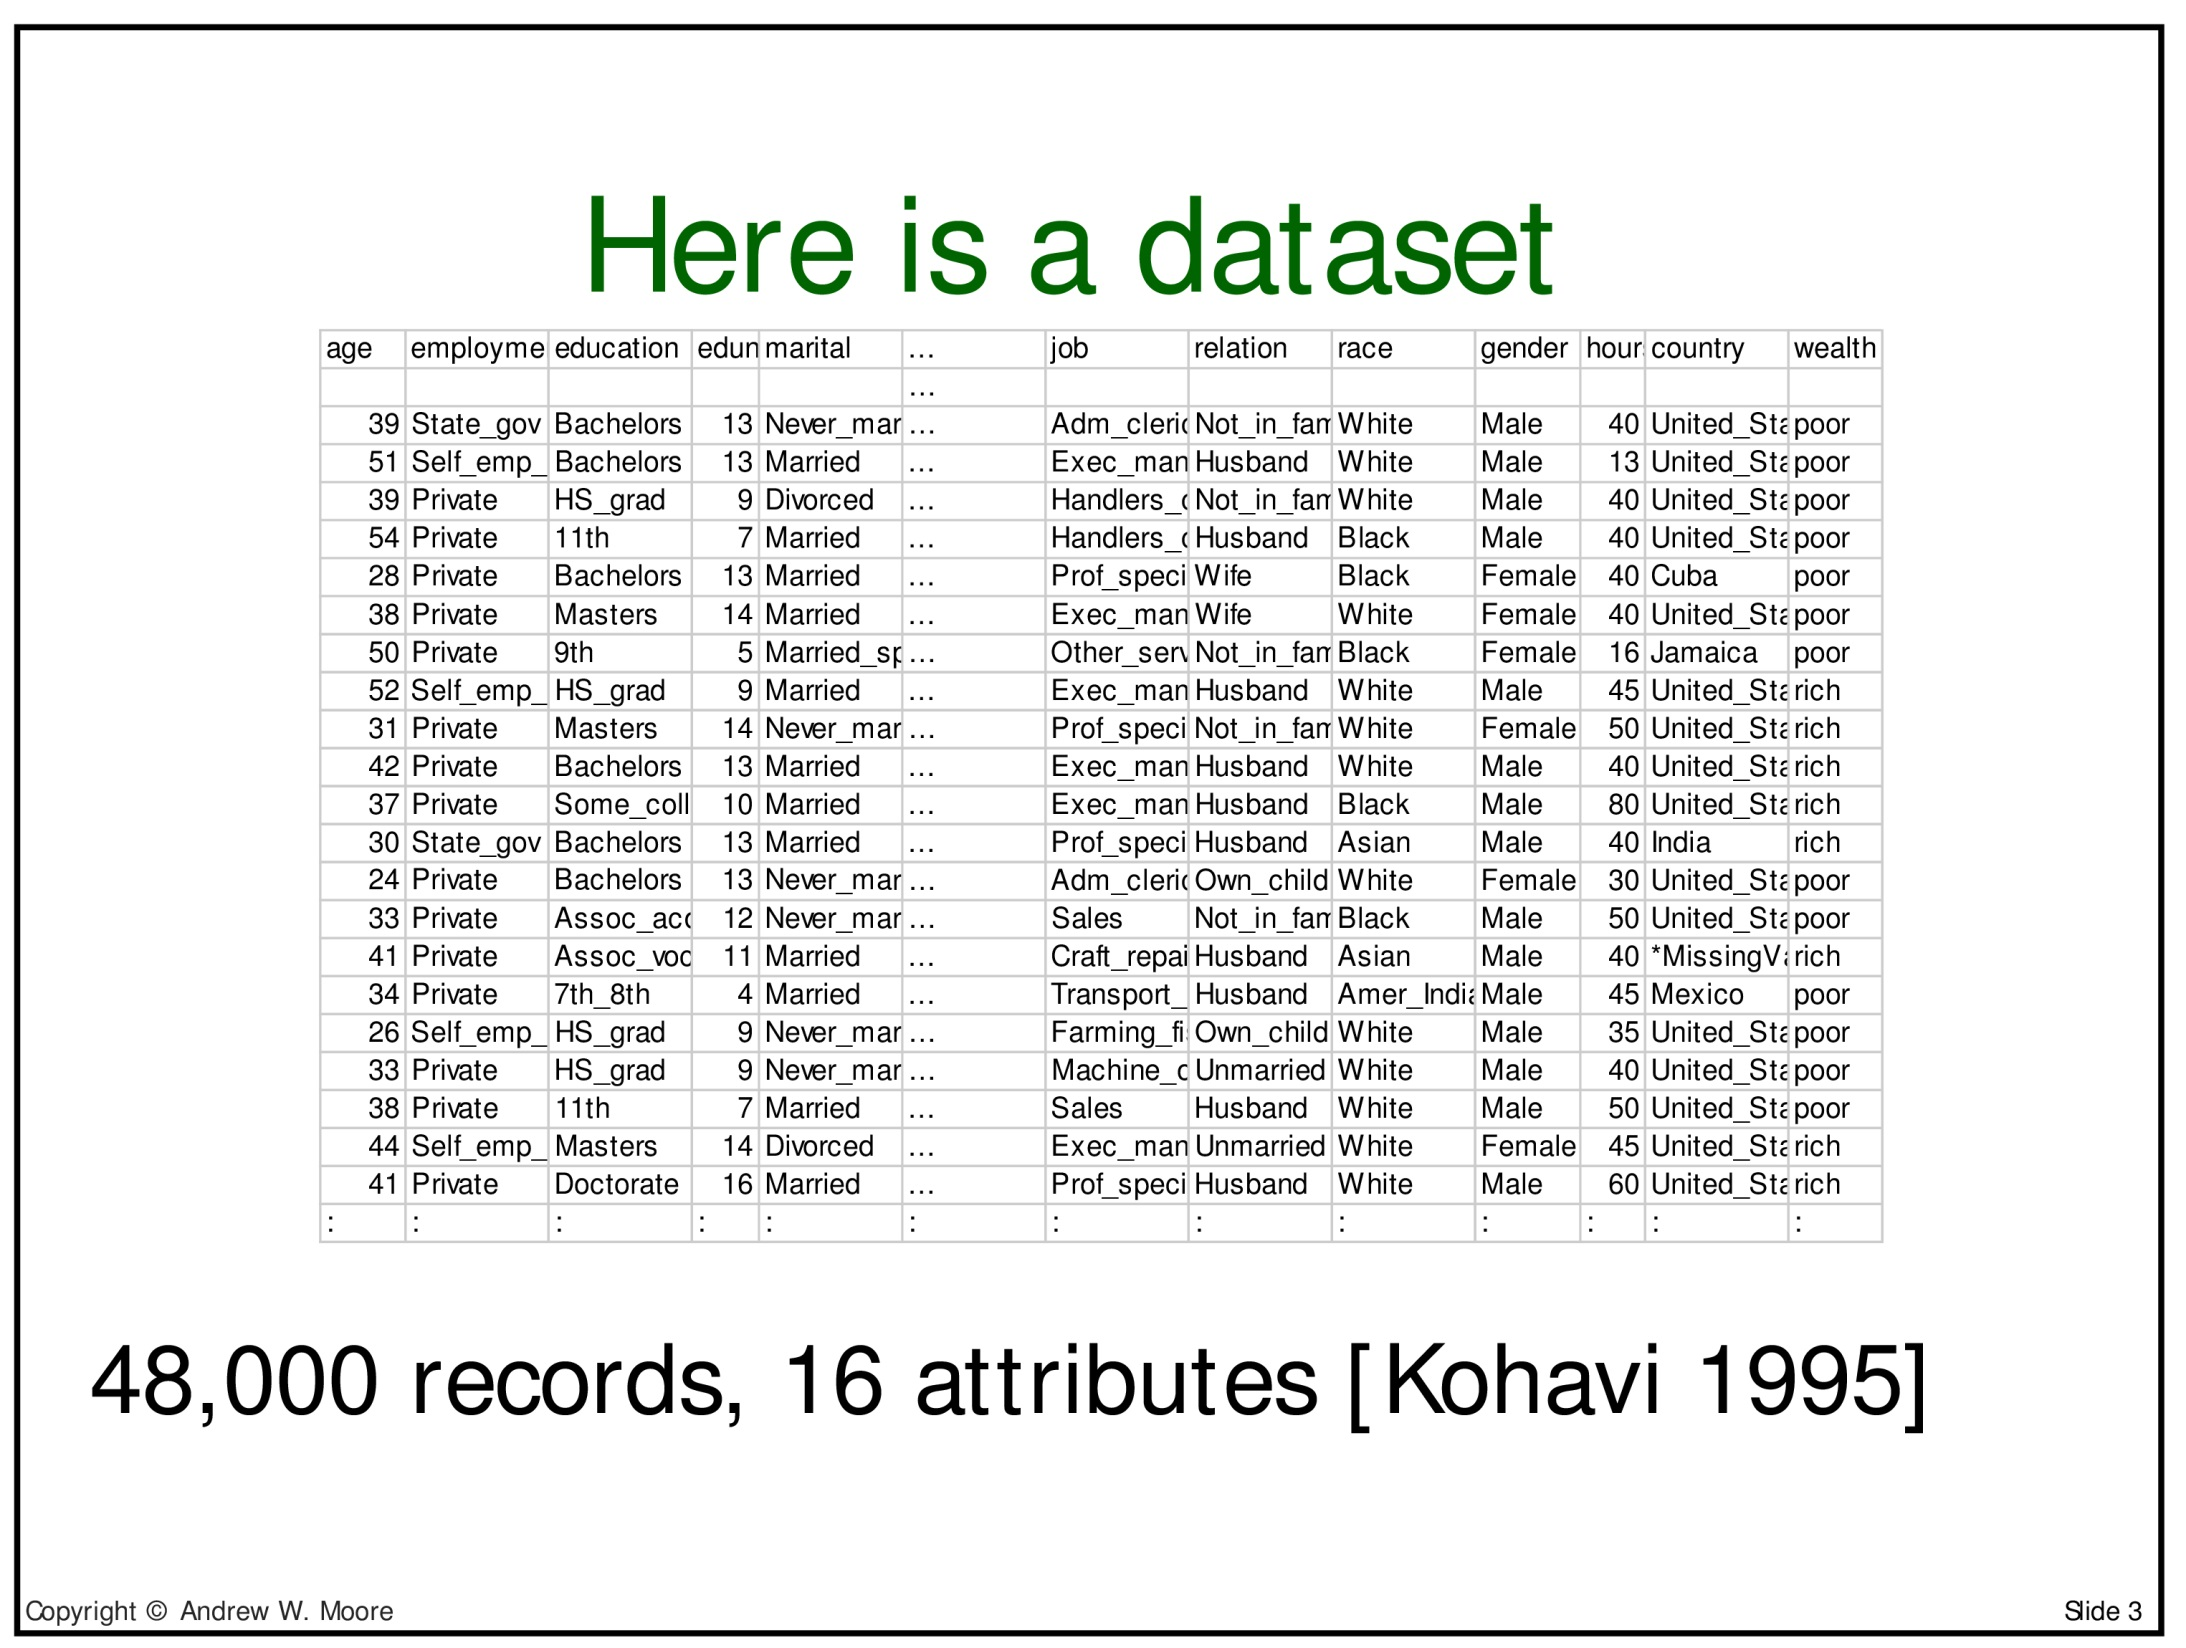 Here is a dataset
age employme education edun marital ... job relation race gender hour country wealth
...
39 State_gov Bachelors 13 Never_mar ... Adm_cleric Not_in_fam White Male 40 United_Sta poor
51 Self_emp_ Bachelors 13 Married ... Exec_man Husband White Male 13 United_Sta poor
39 Private HS_grad 9 Divorced ... Handlers_c Not_in_fam White Male 40 United_Sta poor
54 Private 11th 7 Married ... Handlers_c Husband Black Male 40 United_Sta poor
28 Private Bachelors 13 Married ... Prof_speci Wife Black Female 40 Cuba poor
38 Private Masters 14 Married ... Exec_man Wife White Female 40 United_Sta poor
50 Private 9th 5 Married_sp ... Other_serv Not_in_fam Black Female 16 Jamaica poor
52 Self_emp_ HS_grad 9 Married ... Exec_man Husband White Male 45 United_Sta rich
31 Private Masters 14 Never_mar ... Prof_speci Not_in_fam White Female 50 United_Sta rich
42 Private Bachelors 13 Married ... Exec_man Husband White Male 40 United_Sta rich
37 Private Some_coll 10 Married ... Exec_man Husband Black Male 80 United_Sta rich
30 State_gov Bachelors 13 Married ... Prof_speci Husband Asian Male 40 India rich
24 Private Bachelors 13 Never_mar ... Adm_cleric Own_child White Female 30 United_Sta poor
33 Private Assoc_acc 12 Never_mar ... Sales Not_in_fam Black Male 50 United_Sta poor
41 Private Assoc_voc 11 Married ... Craft_repai Husband Asian Male 40 *MissingVa rich
34 Private 7th_8th 4 Married ... Transport_ Husband Amer_India Male 45 Mexico poor
26 Self_emp_ HS_grad 9 Never_mar ... Farming_fi Own_child White Male 35 United_Sta poor
33 Private HS_grad 9 Never_mar ... Machine_c Unmarried White Male 40 United_Sta poor
38 Private 11th 7 Married ... Sales Husband White Male 50 United_Sta poor
44 Self_emp_ Masters 14 Divorced ... Exec_man Unmarried White Female 45 United_Sta rich
41 Private Doctorate 16 Married ... Prof_speci Husband White Male 60 United_Sta rich
: : : : : : : : : : : : :
48,000 records, 16 attributes [Kohavi 1995]
Copyright © Andrew W. Moore
Slide 3